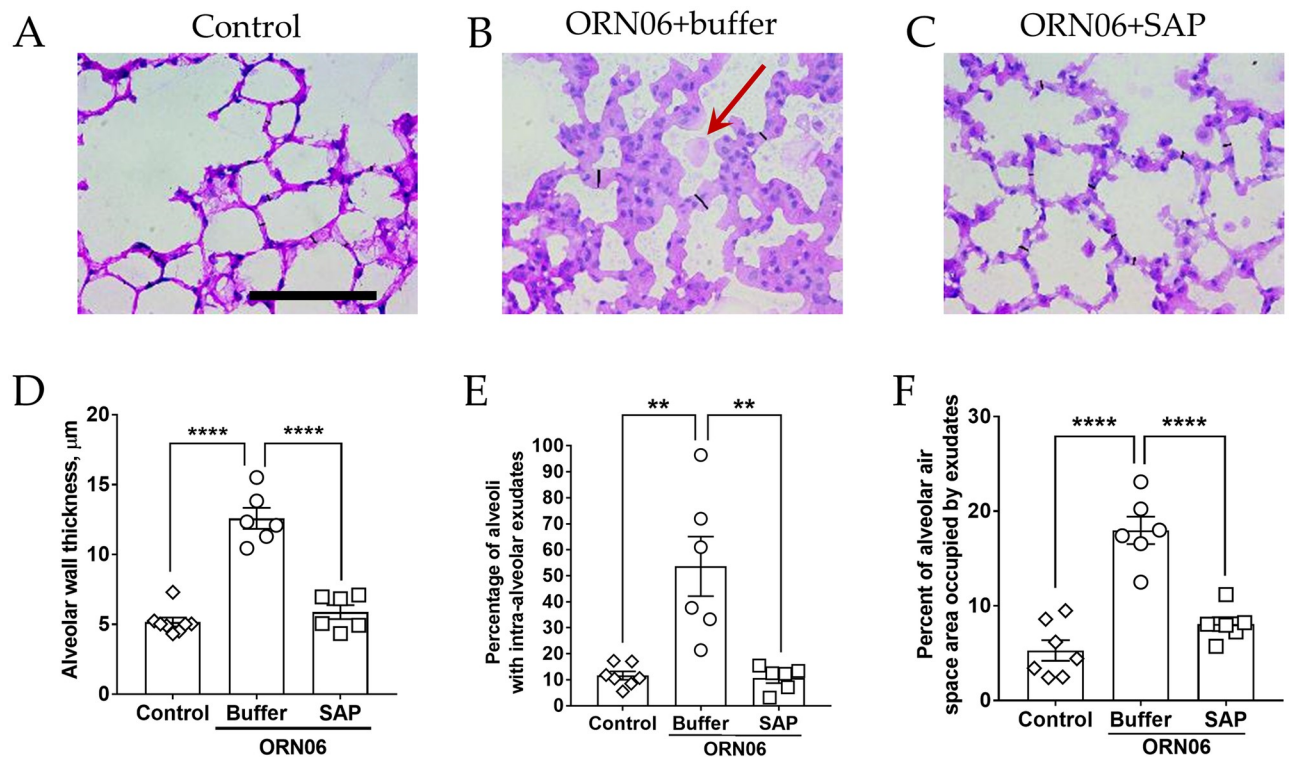 A
Control
B
ORN06+buffer
C
ORN06+SAP
D
Alveolar wall thickness, µm
20
15
10
5
0
****
****
Control
Buffer
SAP
ORN06
E
Percentage of alveoli
with intra-alveolar exudates
100
90
80
70
60
50
40
30
20
10
0
**
**
Control
Buffer
SAP
ORN06
F
Percent of alveolar air
space area occupied by exudates
30
20
10
0
****
****
Control
Buffer
SAP
ORN06